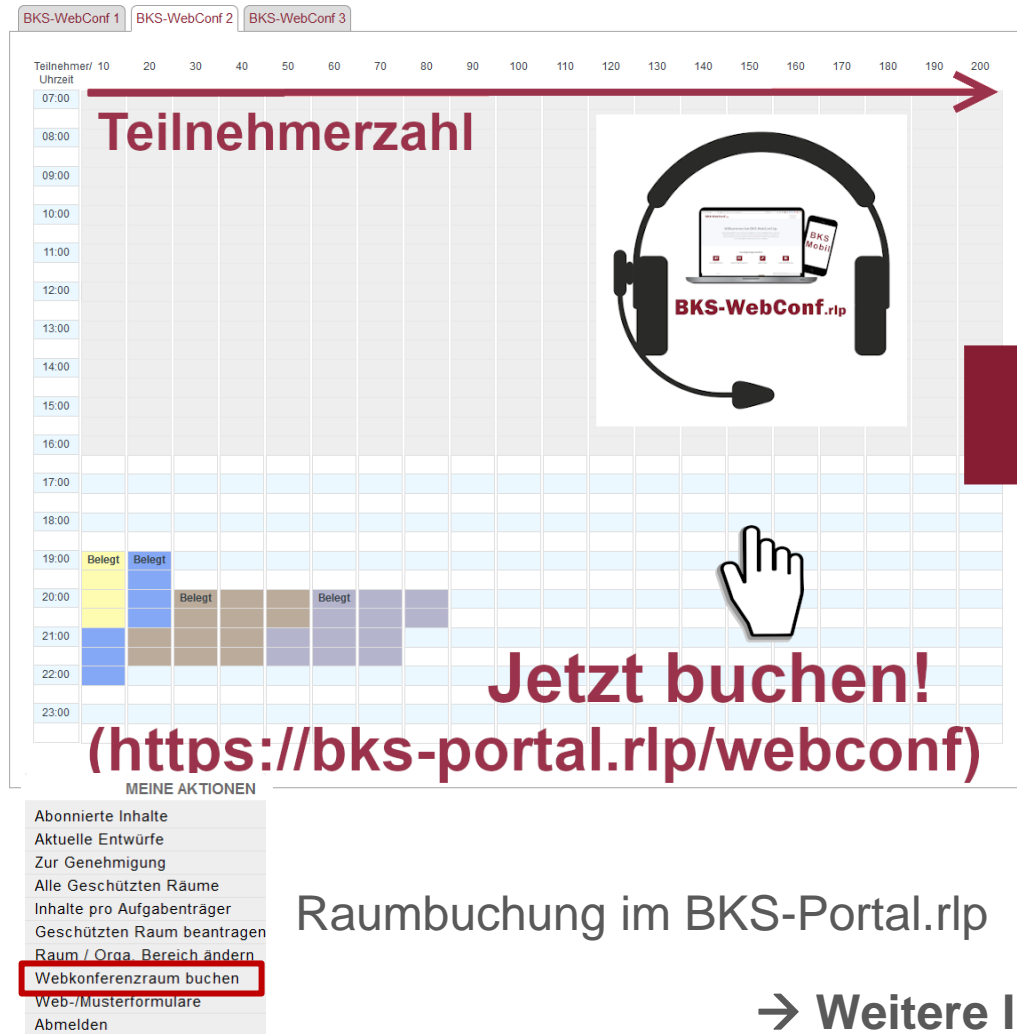 BKS-WebConf 1 BKS-WebConf 2 BKS-WebConf 3
Teilnehmer/ 10 20 30 40 50 60 70 80 90 100 110 120 130 140 150 160 170 180 190 200
Uhrzeit
07:00
Teilnehmerzahl
08:00
09:00
10:00
11:00
12:00
13:00
14:00
15:00
16:00
17:00
18:00
19:00 Belegt Belegt
20:00 Belegt Belegt
21:00
22:00
23:00
BKS
Mobil
BKS-WebConf.rlp
Jetzt buchen!
(https://bks-portal.rlp/webconf)
MEINE AKTIONEN
Abonnierte Inhalte
Aktuelle Entwürfe
Zur Genehmigung
Alle Geschützten Räume
Inhalte pro Aufgabenträger
Geschützten Raum beantragen
Raum / Orga. Bereich ändern
Webkonferenzraum buchen
Web-/Musterformulare
Abmelden
Raumbuchung im BKS-Portal.rlp
→ Weitere I